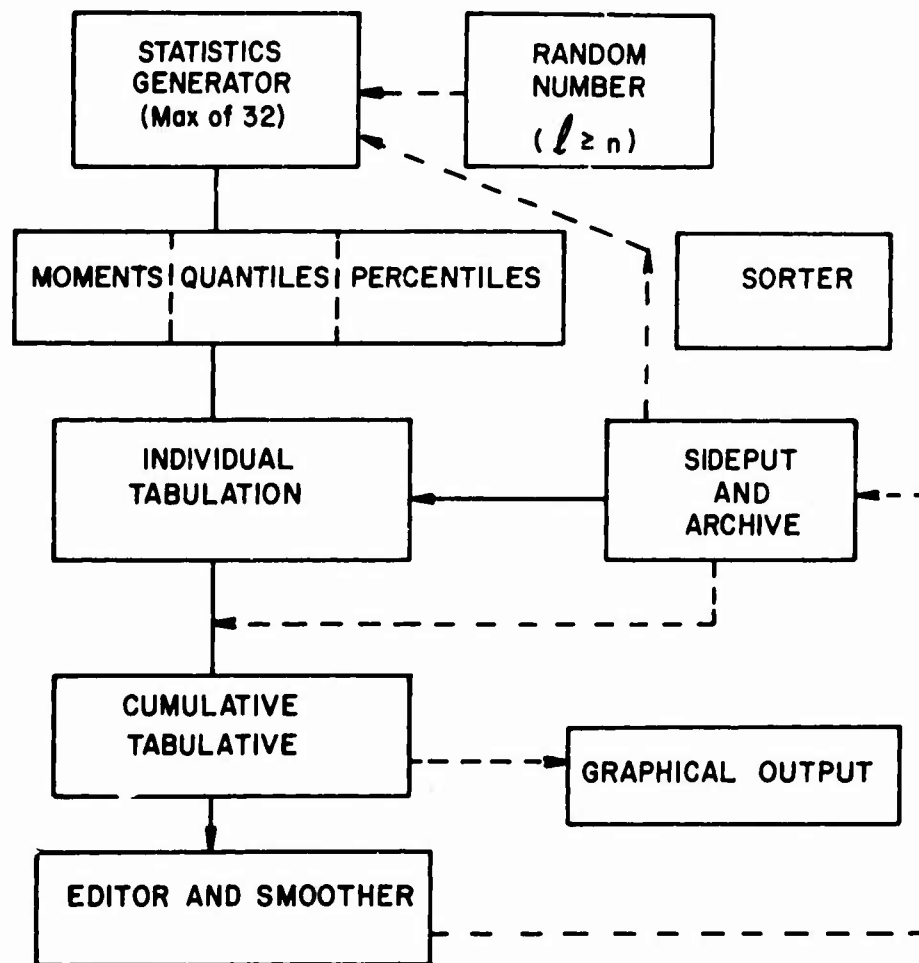 STATISTICS
GENERATOR
(Max of 32)
RANDOM
NUMBER
(ℓ ≥ n)
MOMENTS
QUANTILES
PERCENTILES
SORTER
INDIVIDUAL
TABULATION
SIDEPUT
AND
ARCHIVE
CUMULATIVE
TABULATIVE
GRAPHICAL OUTPUT
EDITOR AND SMOOTHER